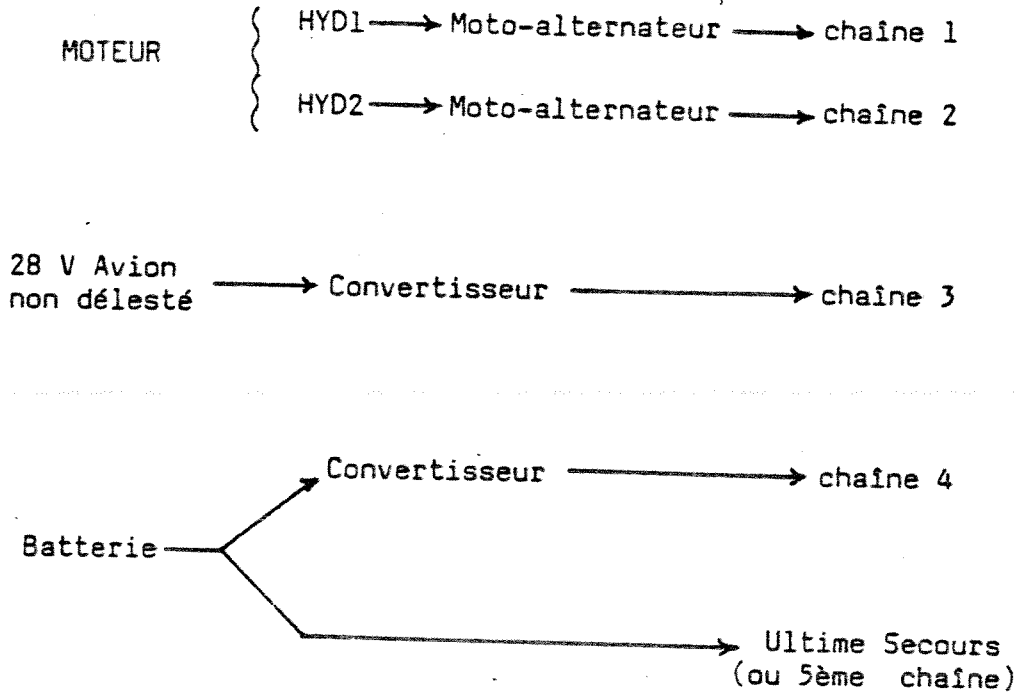 HYD1 Moto-alternateur chaîne 1
MOTEUR
HYD2 Moto-alternateur chaîne 2
28 V Avion
non délesté
Convertisseur chaîne 3
Convertisseur chaîne 4
Batterie
Ultime Secours
(ou 5ème chaîne)